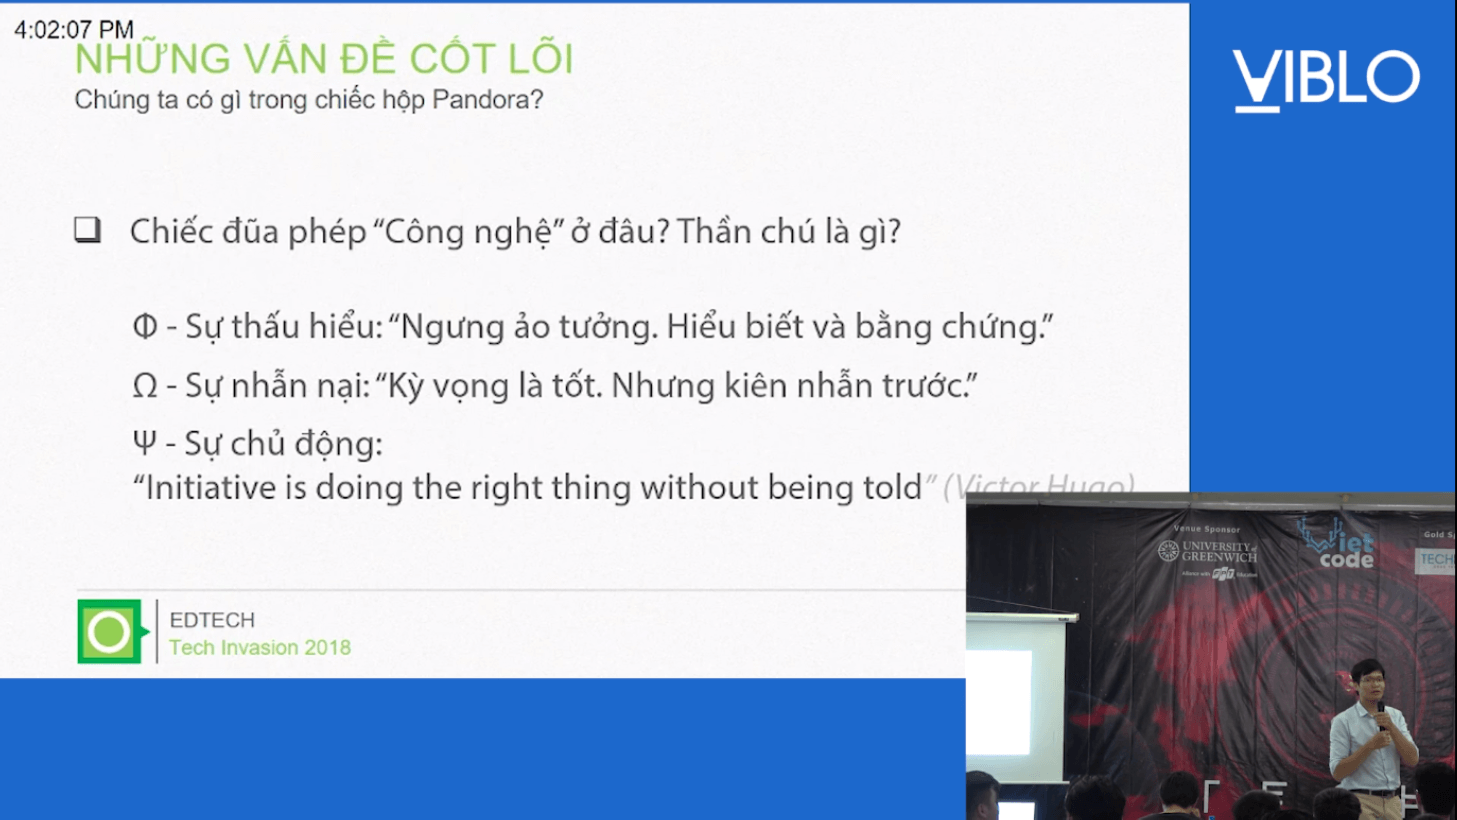 4:02:07 PM
NHỮNG VẤN ĐỀ CỐT LÕI
Chúng ta có gì trong chiếc hộp Pandora?
VIBLO
Chiếc đũa phép “Công nghệ” ở đâu? Thần chú là gì?
Φ - Sự thấu hiểu: “Ngưng ảo tưởng. Hiểu biết và bằng chứng.”
Ω - Sự nhẫn nại: “Kỳ vọng là tốt. Nhưng kiên nhẫn trước.”
Ψ - Sự chủ động:
“Initiative is doing the right thing without being told” (Victor Hugo)
EDTECH
Tech Invasion 2018
Venue Sponsor
UNIVERSITY of
GREENWICH
Alliance with FPT Education
Viet
code
Gold
TECH